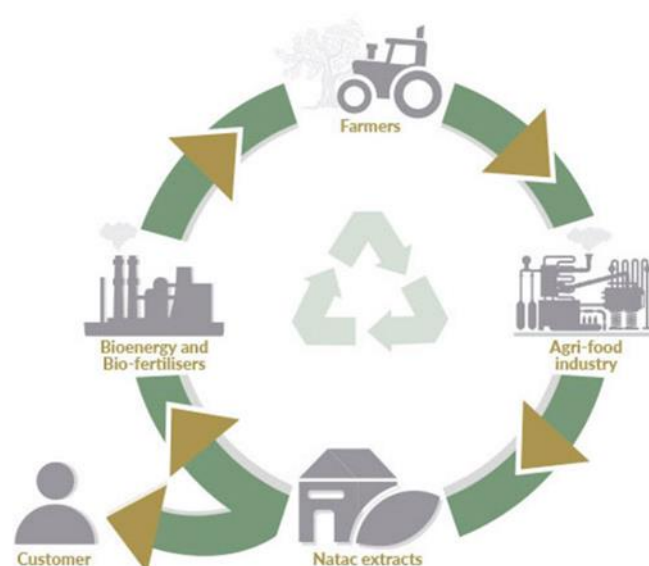 Farmers
Agri-food
industry
Bioenergy and
Bio-fertilisers
Natac extracts
Customer